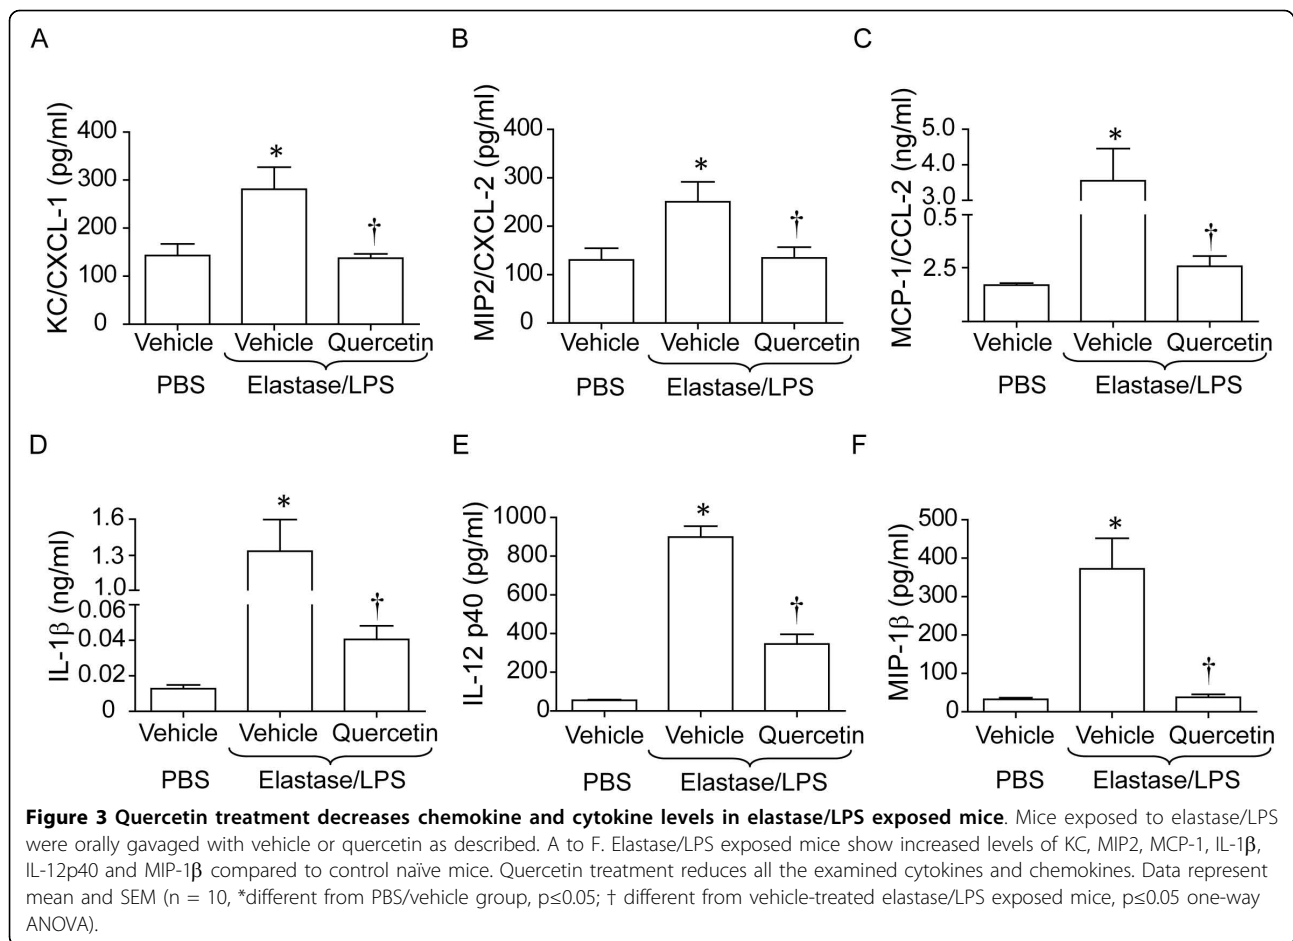 A
KC/CXCL-1 (pg/ml)
400
300
200
100
0
*
†
Vehicle Vehicle Quercetin
PBS Elastase/LPS
B
MIP2/CXCL-2 (pg/ml)
400
300
200
100
0
*
†
Vehicle Vehicle Quercetin
PBS Elastase/LPS
C
MCP-1/CCL-2 (ng/ml)
5.0
4.0
3.0
0.5
2.5
*
†
Vehicle Vehicle Quercetin
PBS Elastase/LPS
D
IL-1β (ng/ml)
1.6
1.3
1.0
0.06
0.04
0.02
0
*
†
Vehicle Vehicle Quercetin
PBS Elastase/LPS
E
IL-12 p40 (pg/ml)
1000
800
600
400
200
0
*
†
Vehicle Vehicle Quercetin
PBS Elastase/LPS
F
MIP-1β (pg/ml)
500
400
300
200
100
0
*
†
Vehicle Vehicle Quercetin
PBS Elastase/LPS
Figure 3 Quercetin treatment decreases chemokine and cytokine levels in elastase/LPS exposed mice. Mice exposed to elastase/LPS
were orally gavaged with vehicle or quercetin as described. A to F. Elastase/LPS exposed mice show increased levels of KC, MIP2, MCP-1, IL-1β,
IL-12p40 and MIP-1β compared to control naïve mice. Quercetin treatment reduces all the examined cytokines and chemokines. Data represent
mean and SEM (n = 10, *different from PBS/vehicle group, p≤0.05; † different from vehicle-treated elastase/LPS exposed mice, p≤0.05 one-way
ANOVA).